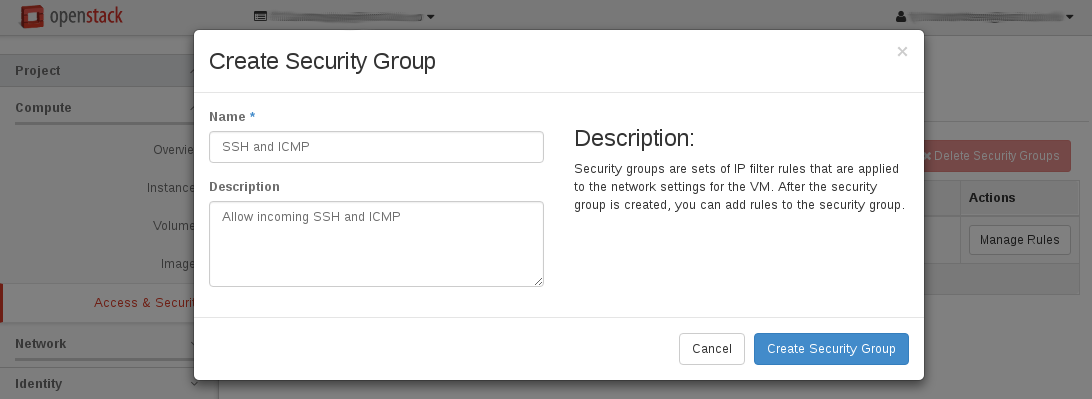 openstack
Project
Compute
Overvie
Instance
Volume
Image
Access & Securit
Network
Identity
Create Security Group
×
Name *
SSH and ICMP
Description
Allow incoming SSH and ICMP
Description:
Security groups are sets of IP filter rules that are applied
to the network settings for the VM. After the security
group is created, you can add rules to the security group.
Cancel
Create Security Group
Delete Security Groups
Actions
Manage Rules